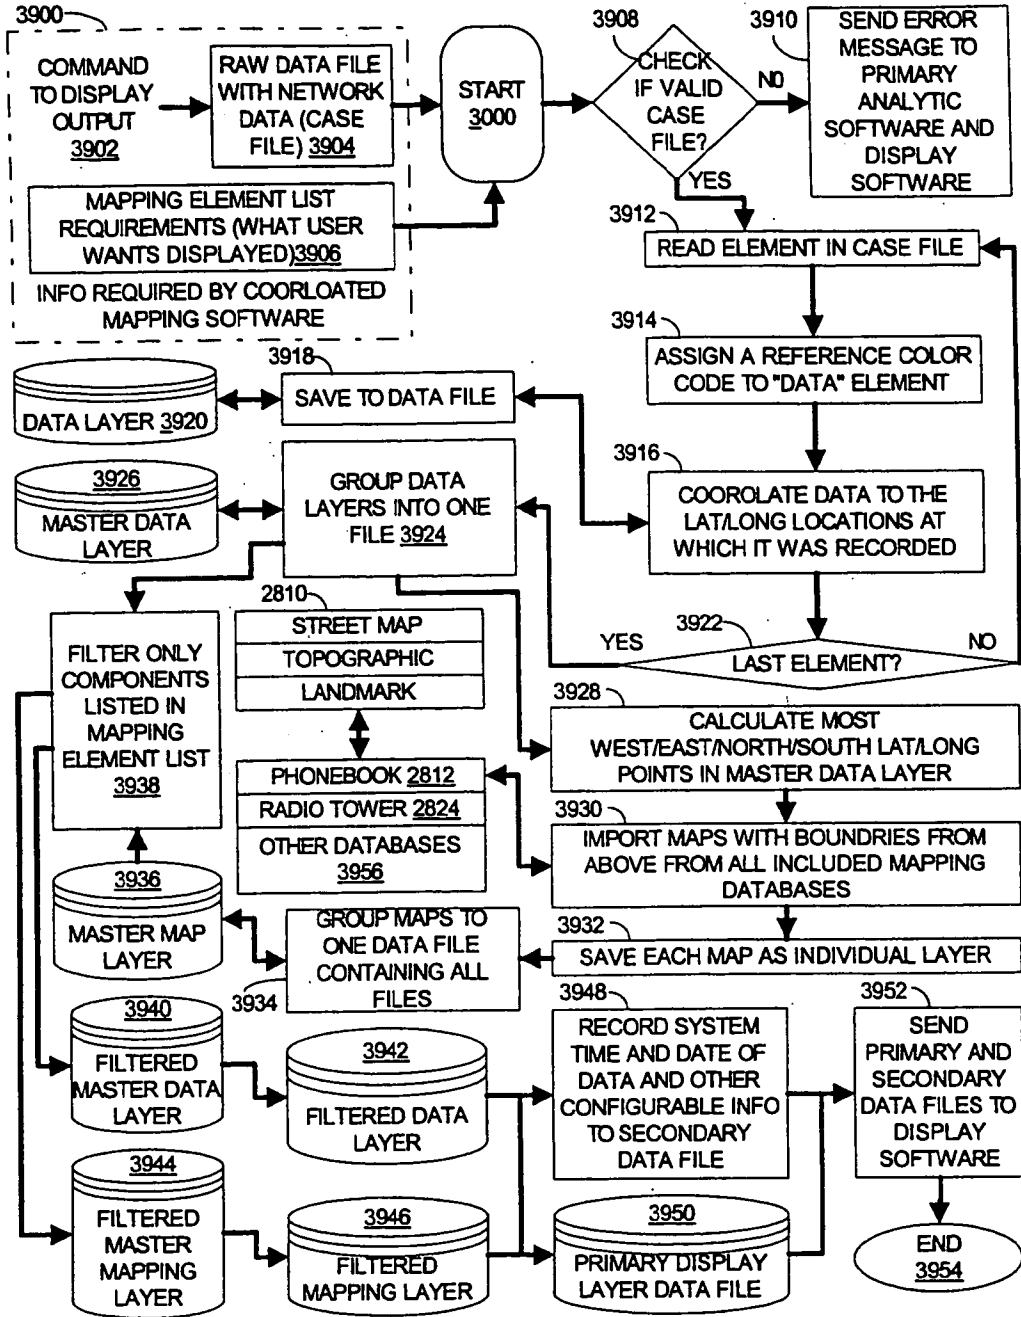 3900
COMMAND
TO DISPLAY
OUTPUT
3902
RAW DATA FILE
WITH NETWORK
DATA (CASE
FILE) 3904
START
3000
3908
CHECK
IF VALID
CASE
FILE?
NO
YES
3910
SEND ERROR
MESSAGE TO
PRIMARY
ANALYTIC
SOFTWARE AND
DISPLAY
SOFTWARE
MAPPING ELEMENT LIST
REQUIREMENTS (WHAT USER
WANTS DISPLAYED)3906
INFO REQUIRED BY COORLOATED
MAPPING SOFTWARE
3912
READ ELEMENT IN CASE FILE
3914
ASSIGN A REFERENCE COLOR
CODE TO "DATA" ELEMENT
3918
SAVE TO DATA FILE
DATA LAYER 3920
3916
COOROLATE DATA TO THE
LAT/LONG LOCATIONS AT
WHICH IT WAS RECORDED
3926
MASTER DATA
LAYER
GROUP DATA
LAYERS INTO ONE
FILE 3924
3922
YES
LAST ELEMENT?
NO
2810
STREET MAP
TOPOGRAPHIC
LANDMARK
FILTER ONLY
COMPONENTS
LISTED IN
MAPPING
ELEMENT LIST
3938
3928
CALCULATE MOST
WEST/EAST/NORTH/SOUTH LAT/LONG
POINTS IN MASTER DATA LAYER
PHONEBOOK 2812
RADIO TOWER 2824
OTHER DATABASES
3956
3930
IMPORT MAPS WITH BOUNDRIES FROM
ABOVE FROM ALL INCLUDED MAPPING
DATABASES
3936
MASTER MAP
LAYER
GROUP MAPS TO
ONE DATA FILE
CONTAINING ALL
FILES
3934
3932
SAVE EACH MAP AS INDIVIDUAL LAYER
3940
FILTERED
MASTER DATA
LAYER
3942
FILTERED DATA
LAYER
3948
RECORD SYSTEM
TIME AND DATE OF
DATA AND OTHER
CONFIGURABLE INFO
TO SECONDARY
DATA FILE
3952
SEND
PRIMARY AND
SECONDARY
DATA FILES TO
DISPLAY
SOFTWARE
3944
FILTERED
MASTER
MAPPING
LAYER
3946
FILTERED
MAPPING LAYER
3950
PRIMARY DISPLAY
LAYER DATA FILE
END
3954